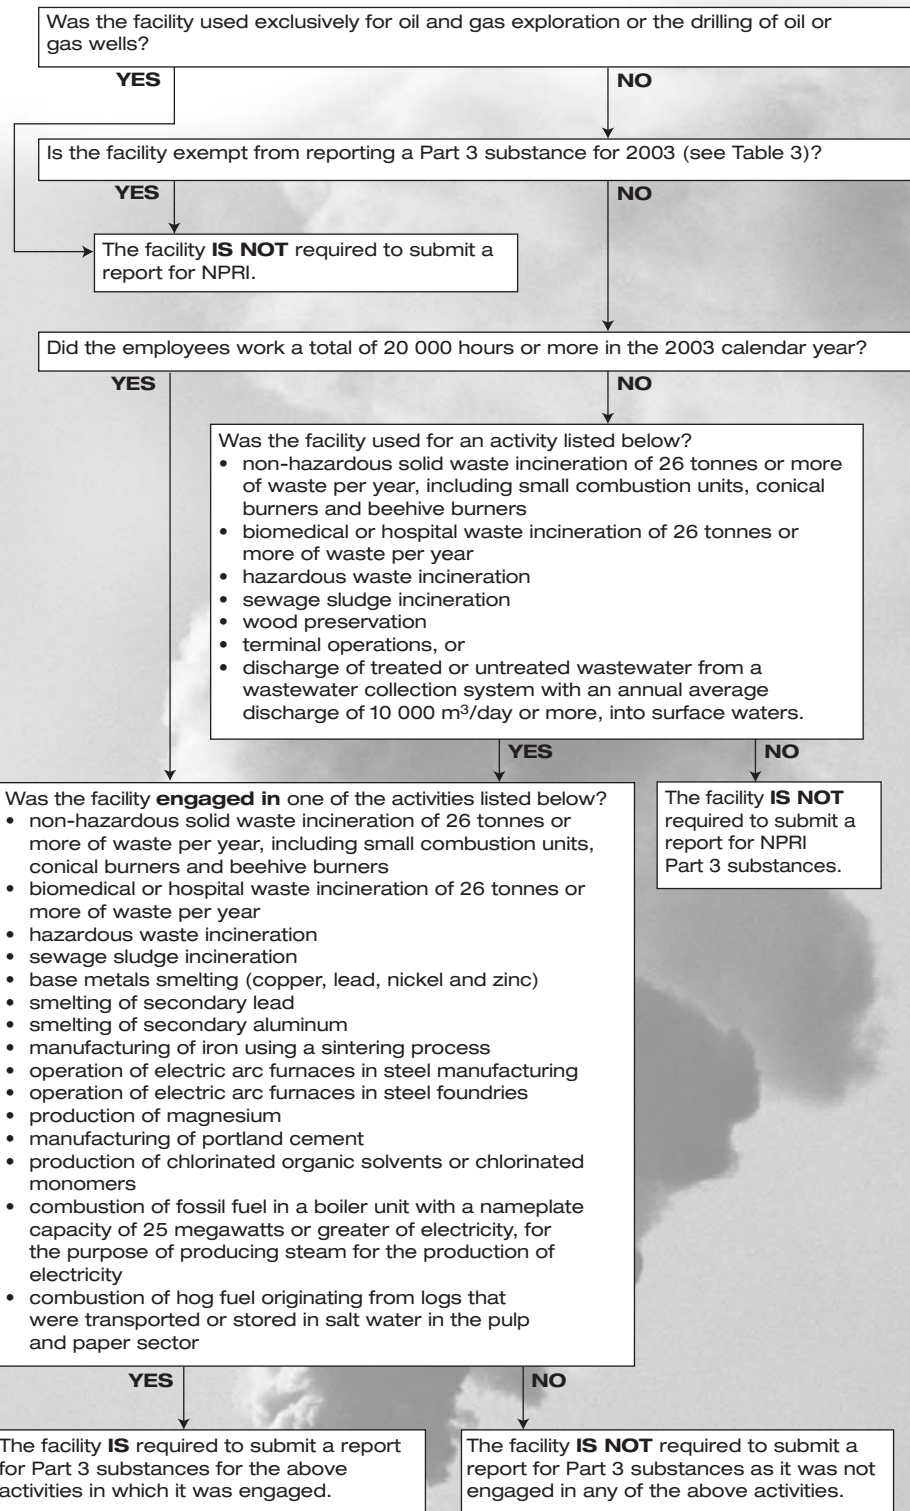 Was the facility used exclusively for oil and gas exploration or the drilling of oil or
gas wells?
YES
NO
Is the facility exempt from reporting a Part 3 substance for 2003 (see Table 3)?
YES
NO
The facility IS NOT required to submit a
report for NPRI.
Did the employees work a total of 20 000 hours or more in the 2003 calendar year?
YES
NO
Was the facility used for an activity listed below?
• non-hazardous solid waste incineration of 26 tonnes or more
of waste per year, including small combustion units, conical
burners and beehive burners
• biomedical or hospital waste incineration of 26 tonnes or
more of waste per year
• hazardous waste incineration
• sewage sludge incineration
• wood preservation
• terminal operations, or
• discharge of treated or untreated wastewater from a
wastewater collection system with an annual average
discharge of 10 000 m³/day or more, into surface waters.
YES
NO
Was the facility engaged in one of the activities listed below?
• non-hazardous solid waste incineration of 26 tonnes or
more of waste per year, including small combustion units,
conical burners and beehive burners
• biomedical or hospital waste incineration of 26 tonnes or
more of waste per year
• hazardous waste incineration
• sewage sludge incineration
• base metals smelting (copper, lead, nickel and zinc)
• smelting of secondary lead
• smelting of secondary aluminum
• manufacturing of iron using a sintering process
• operation of electric arc furnaces in steel manufacturing
• operation of electric arc furnaces in steel foundries
• production of magnesium
• manufacturing of portland cement
• production of chlorinated organic solvents or chlorinated
monomers
• combustion of fossil fuel in a boiler unit with a nameplate
capacity of 25 megawatts or greater of electricity, for
the purpose of producing steam for the production of
electricity
• combustion of hog fuel originating from logs that
were transported or stored in salt water in the pulp
and paper sector
The facility IS NOT
required to submit a
report for NPRI
Part 3 substances.
YES
NO
The facility IS required to submit a report
for Part 3 substances for the above
activities in which it was engaged.
The facility IS NOT required to submit a
report for Part 3 substances as it was not
engaged in any of the above activities.